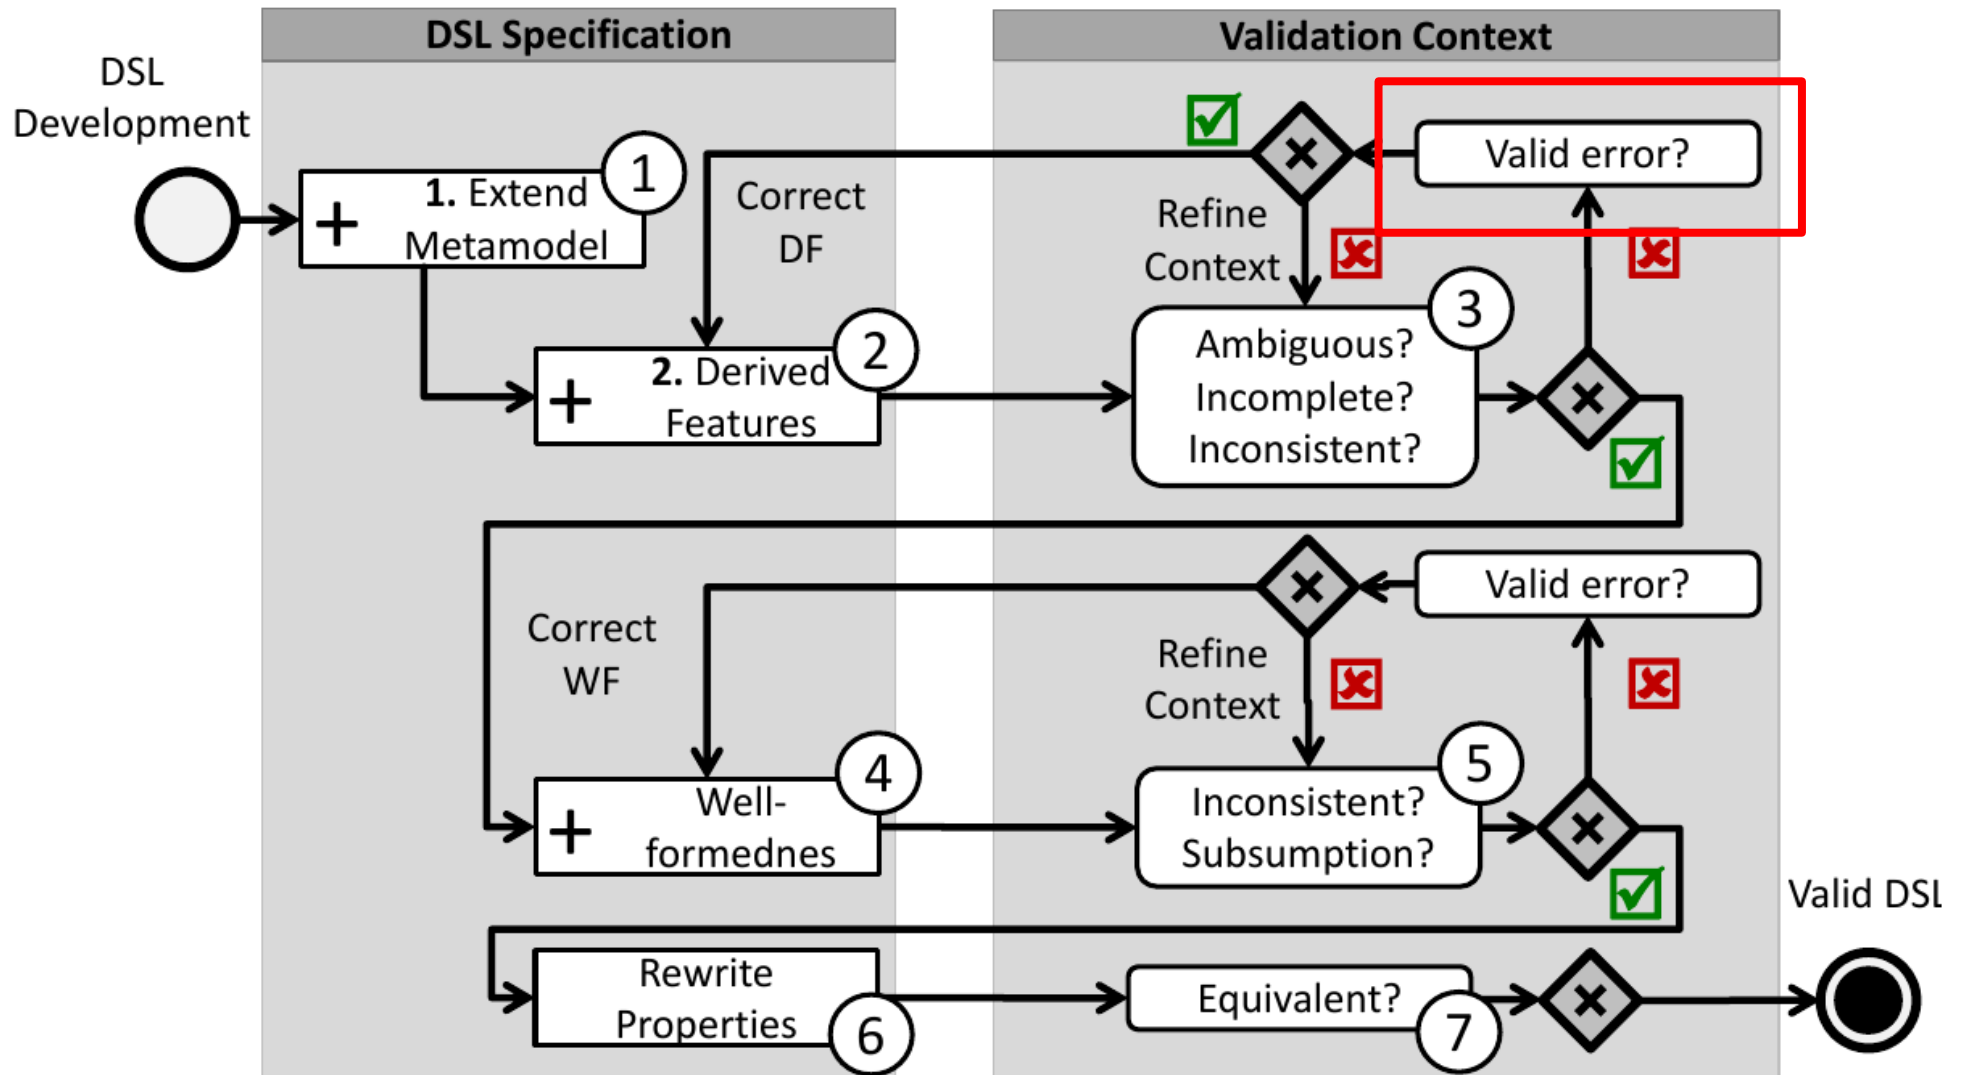 DSL Specification
Validation Context
DSL
Development
1. Extend
Metamodel
1
Correct
DF
Valid error?
Refine
Context
2. Derived
Features
2
Ambiguous?
Incomplete?
Inconsistent?
3
Correct
WF
Valid error?
Refine
Context
Well-
formednes
4
Inconsistent?
Subsumption?
5
Valid DSL
Rewrite
Properties
6
Equivalent?
7